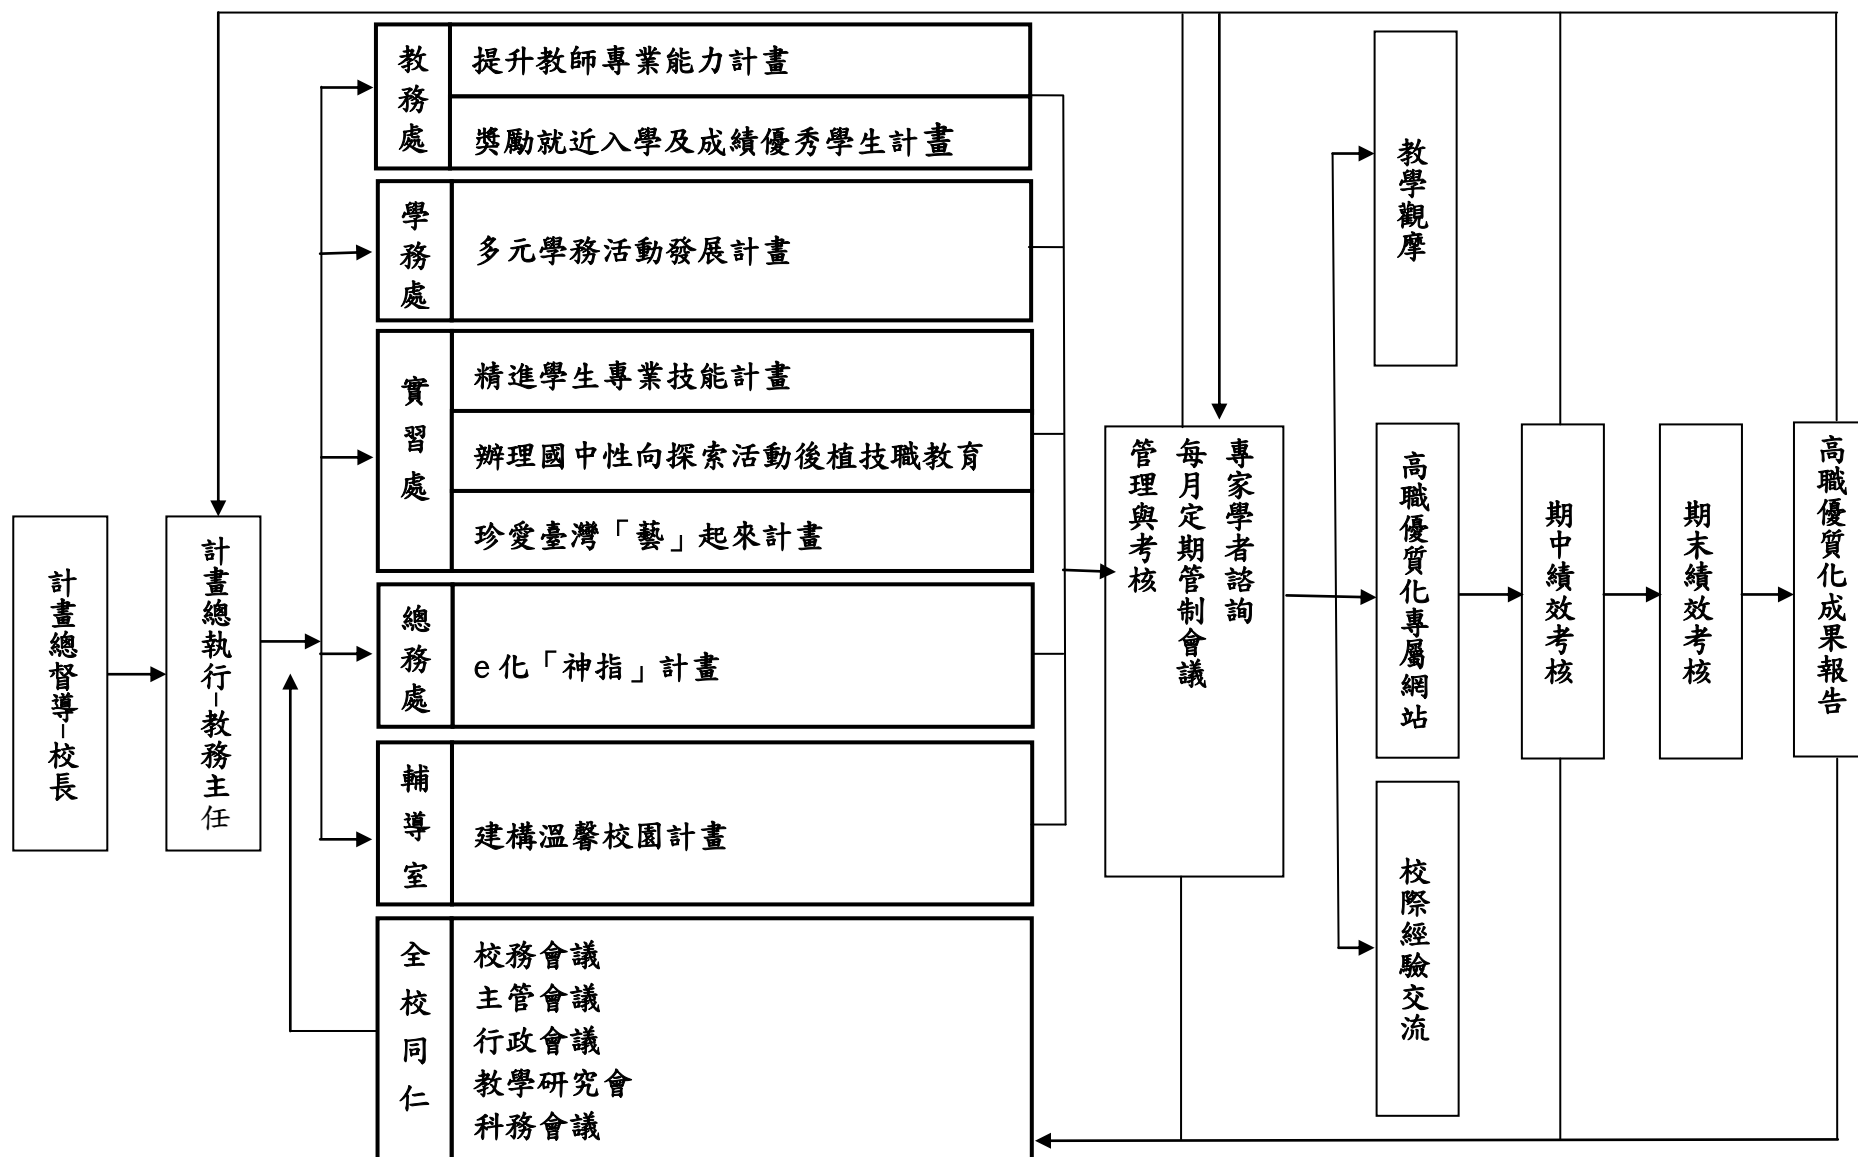 計畫總督導-校長
計畫總執行-教務主任
教務處
提升教師專業能力計畫
獎勵就近入學及成績優秀學生計畫
學務處
多元學務活動發展計畫
實習處
精進學生專業技能計畫
辦理國中性向探索活動後植技職教育
珍愛臺灣「藝」起來計畫
總務處
e化「神指」計畫
輔導室
建構溫馨校園計畫
全校同仁
校務會議
主管會議
行政會議
教學研究會
科務會議
專家學者諮詢
每月定期管制會議
管理與考核
教學觀摩
高職優質化專屬網站
校際經驗交流
期中績效考核
期末績效考核
高職優質化成果報告